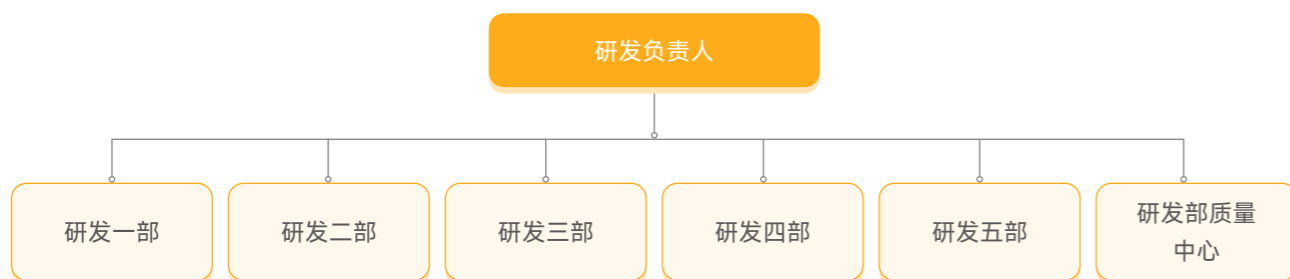 研发负责人
研发一部
研发二部
研发三部
研发四部
研发五部
研发部质量
中心